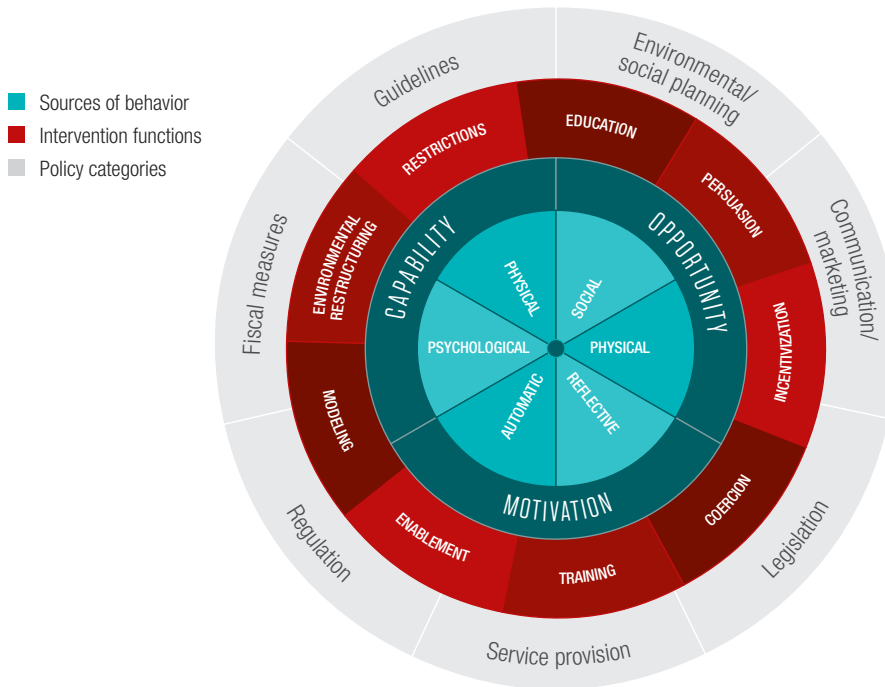 Sources of behavior
Intervention functions
Policy categories
Guidelines
Environmental/
social planning
Communication/
marketing
Legislation
Service provision
Regulation
Fiscal measures
RESTRICTIONS
EDUCATION
PERSUASION
INCENTIVIZATION
COERCION
TRAINING
ENABLEMENT
MODELING
ENVIRONMENTAL
RESTRUCTURING
CAPABILITY
OPPORTUNITY
MOTIVATION
PHYSICAL
SOCIAL
PHYSICAL
REFLECTIVE
AUTOMATIC
PSYCHOLOGICAL